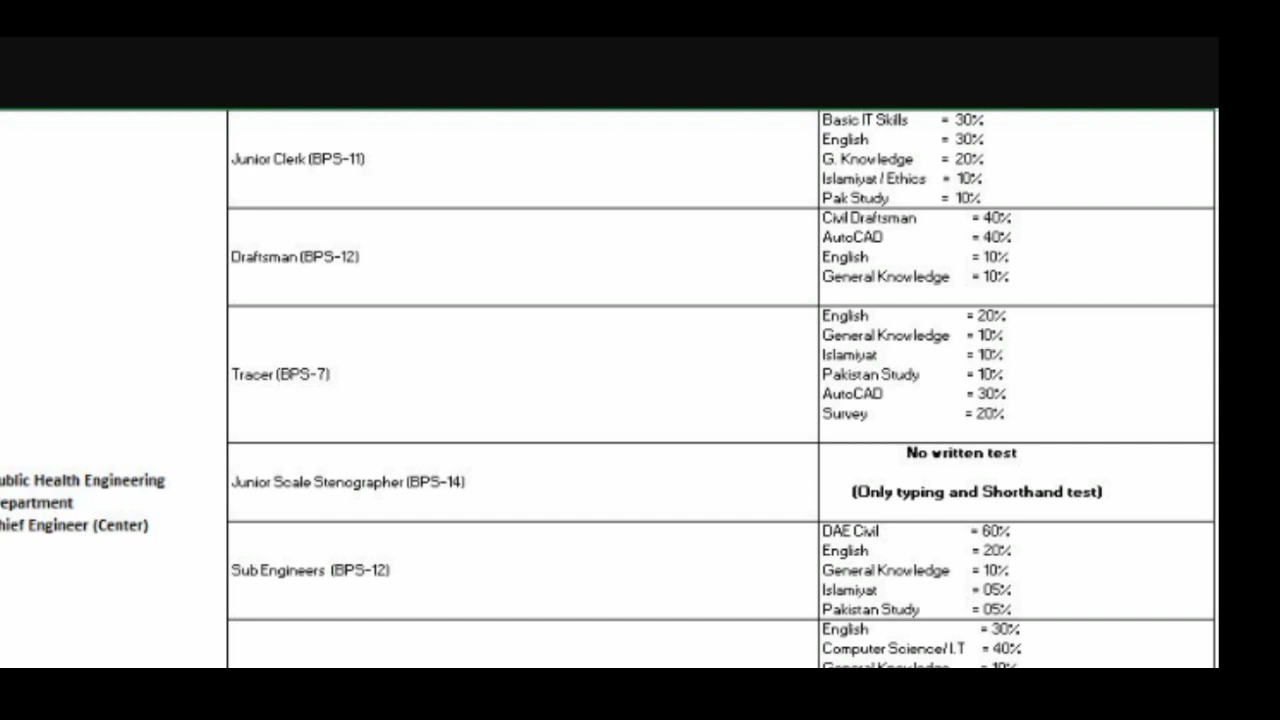 Junior Clerk (BPS-11)
Basic IT Skills = 30%
English = 30%
G. Knowledge = 20%
Islamiyat / Ethics = 10%
Pak Study = 10%
Draftsman (BPS-12)
Civil Draftsman = 40%
AutoCAD = 40%
English = 10%
General Knowledge = 10%
Tracer (BPS-7)
English = 20%
General Knowledge = 10%
Islamiyat = 10%
Pakistan Study = 10%
AutoCAD = 30%
Survey = 20%
ublic Health Engineering
epartment
hief Engineer (Center)
Junior Scale Stenographer (BPS-14)
No written test
(Only typing and Shorthand test)
Sub Engineers (BPS-12)
DAE Civil = 60%
English = 20%
General Knowledge = 10%
Islamiyat = 05%
Pakistan Study = 05%
English = 30%
Computer Science/ I.T = 40%
General Knowledge = 10%